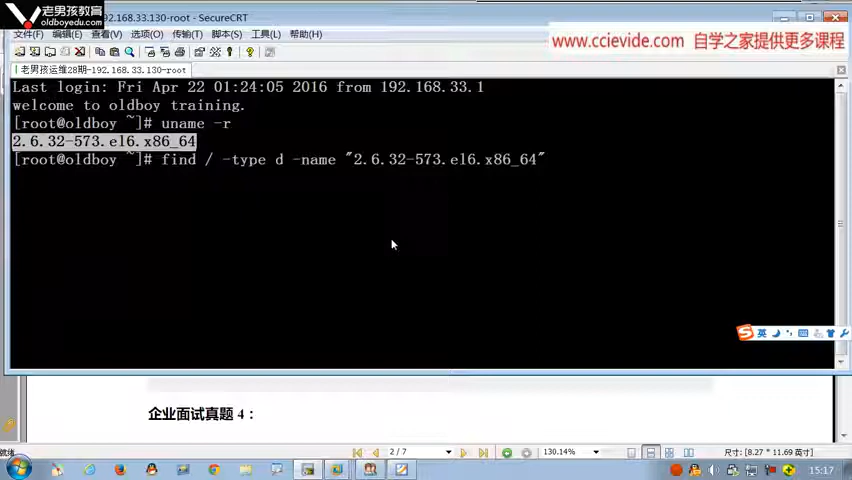 老男孩教育
oldboyedu.com
192.168.33.130-root - SecureCRT
文件(F) 编辑(E) 查看(V) 选项(O) 传输(T) 脚本(S) 工具(L) 帮助(H)
www.ccievide.com 自学之家提供更多课程
老男孩运维28期-192.168.33.130-root
Last login: Fri Apr 22 01:24:05 2016 from 192.168.33.1
welcome to oldboy training.
[root@oldboy ~]# uname -r
2.6.32-573.el6.x86_64
[root@oldboy ~]# find / -type d -name "2.6.32-573.el6.x86_64"
英
企业面试真题 4：
就绪
2 / 7
130.14%
尺寸: [8.27 * 11.69 英寸]
15:17